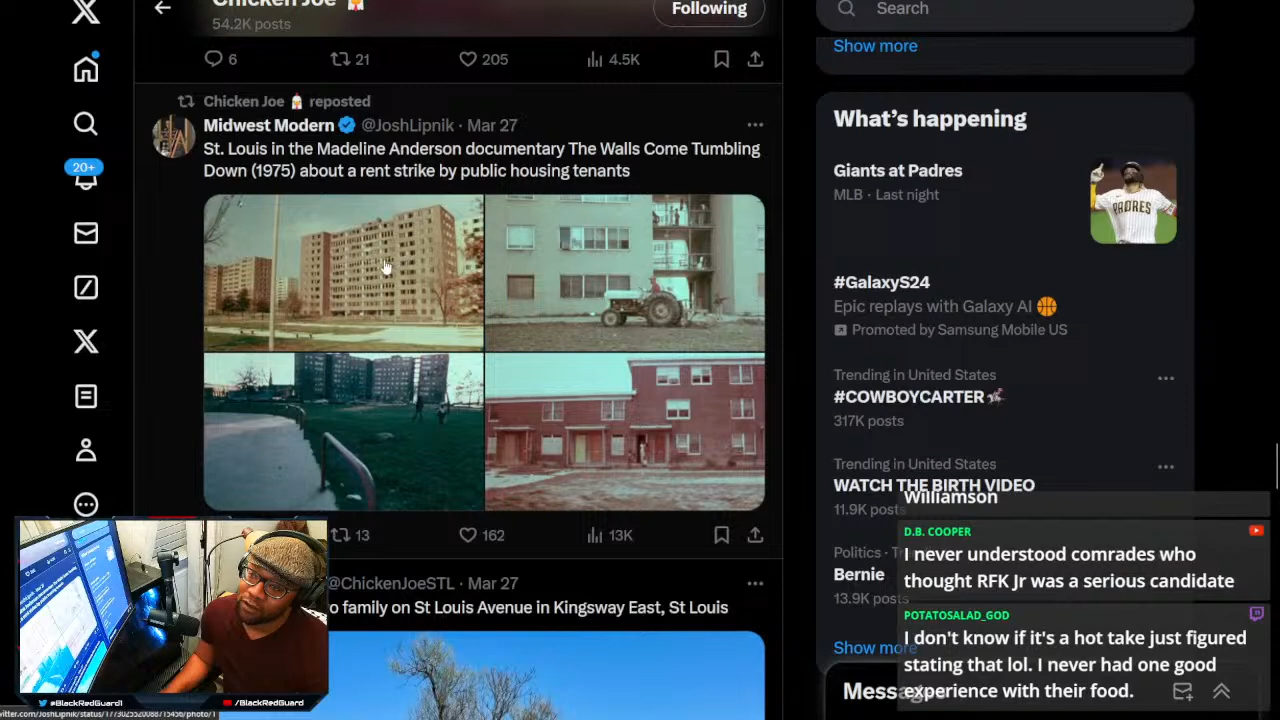 Chicken Joe
54.2K posts
Following
Search
Show more
6
21
205
4.5K
Chicken Joe reposted
Midwest Modern @JoshLipnik · Mar 27
St. Louis in the Madeline Anderson documentary The Walls Come Tumbling
Down (1975) about a rent strike by public housing tenants
20+
13
162
13K
@ChickenJoeSTL · Mar 27
o family on St Louis Avenue in Kingsway East, St Louis
What's happening
Giants at Padres
MLB · Last night
PADRES
#GalaxyS24
Epic replays with Galaxy AI
Promoted by Samsung Mobile US
Trending in United States
#COWBOYCARTER
317K posts
Trending in United States
WATCH THE BIRTH VIDEO
11.9K posts
Politics · T
Bernie
13.9K posts
Show more
Messages
Williamson
D.B. COOPER
I never understood comrades who
thought RFK Jr was a serious candidate
POTATOSALAD_GOD
I don't know if it's a hot take just figured
stating that lol. I never had one good
experience with their food.
@BlackRedGuard1
/BlackRedGuard